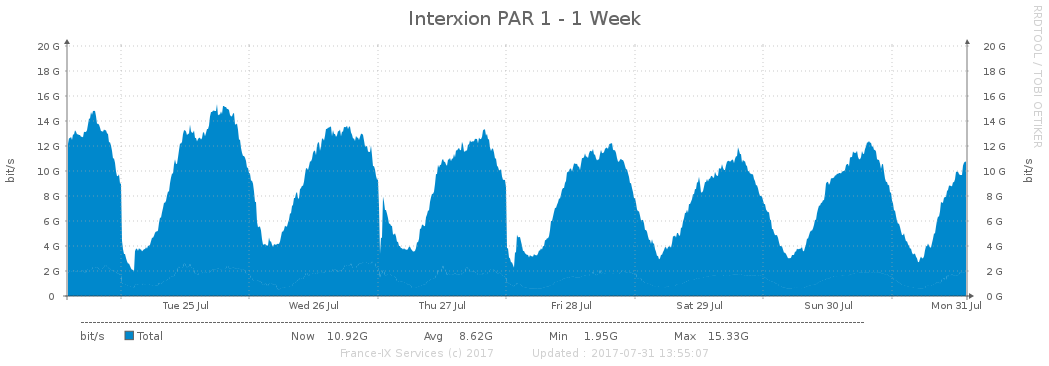 Interxion PAR 1 - 1 Week
RRDTOOL / TOBI OETIKER
20 G 20 G
18 G 18 G
16 G 16 G
14 G 14 G
12 G 12 G
10 G 10 G
8 G 8 G
6 G 6 G
4 G 4 G
2 G 2 G
0 0 G
bit/s bit/s
Tue 25 Jul Wed 26 Jul Thu 27 Jul Fri 28 Jul Sat 29 Jul Sun 30 Jul Mon 31 Jul
bit/s Total Now 10.92G Avg 8.62G Min 1.95G Max 15.33G
France-IX Services (c) 2017 Updated : 2017-07-31 13:55:07